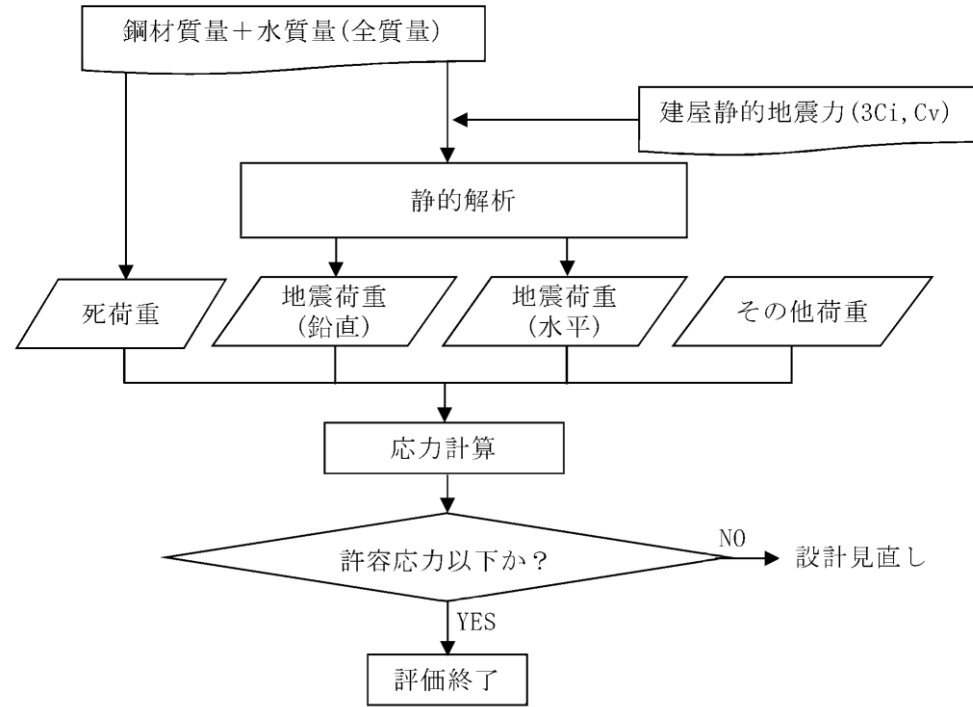 鋼材質量＋水質量(全質量)
建屋静的地震力(3Ci,Cv)
静的解析
死荷重
地震荷重
(鉛直)
地震荷重
(水平)
その他荷重
応力計算
許容応力以下か？
NO
設計見直し
YES
評価終了